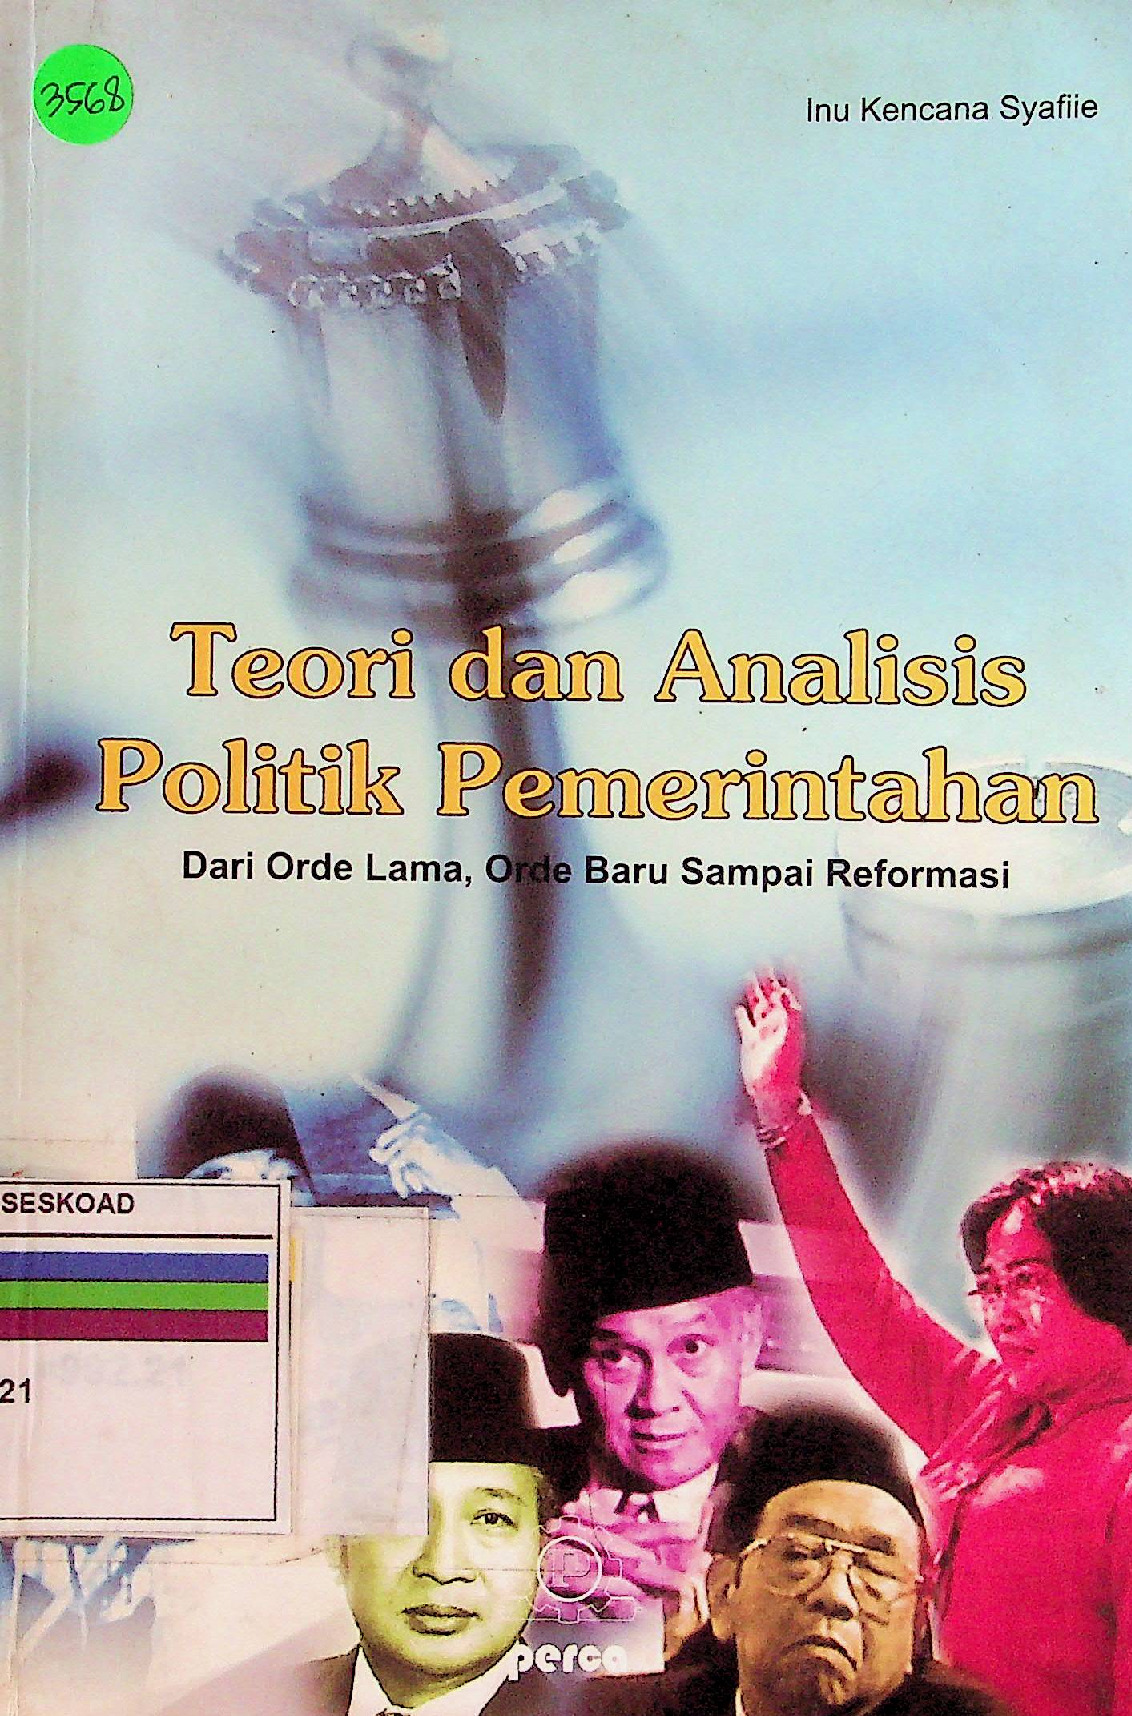 3568
Inu Kencana Syafiie
Teori dan Analisis
Politik Pemerintahan
Dari Orde Lama, Orde Baru Sampai Reformasi
SESKOAD
21
P
perca